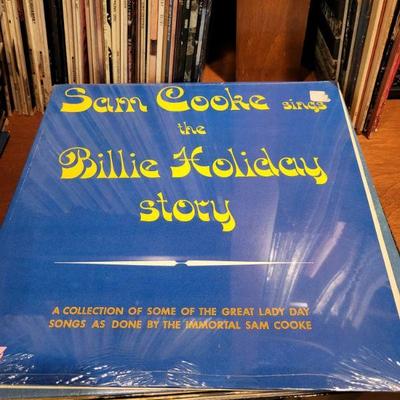 Sam Cooke sings
the
Billie Holiday
story
A COLLECTION OF SOME OF THE GREAT LADY DAY
SONGS AS DONE BY THE IMMORTAL SAM COOKE